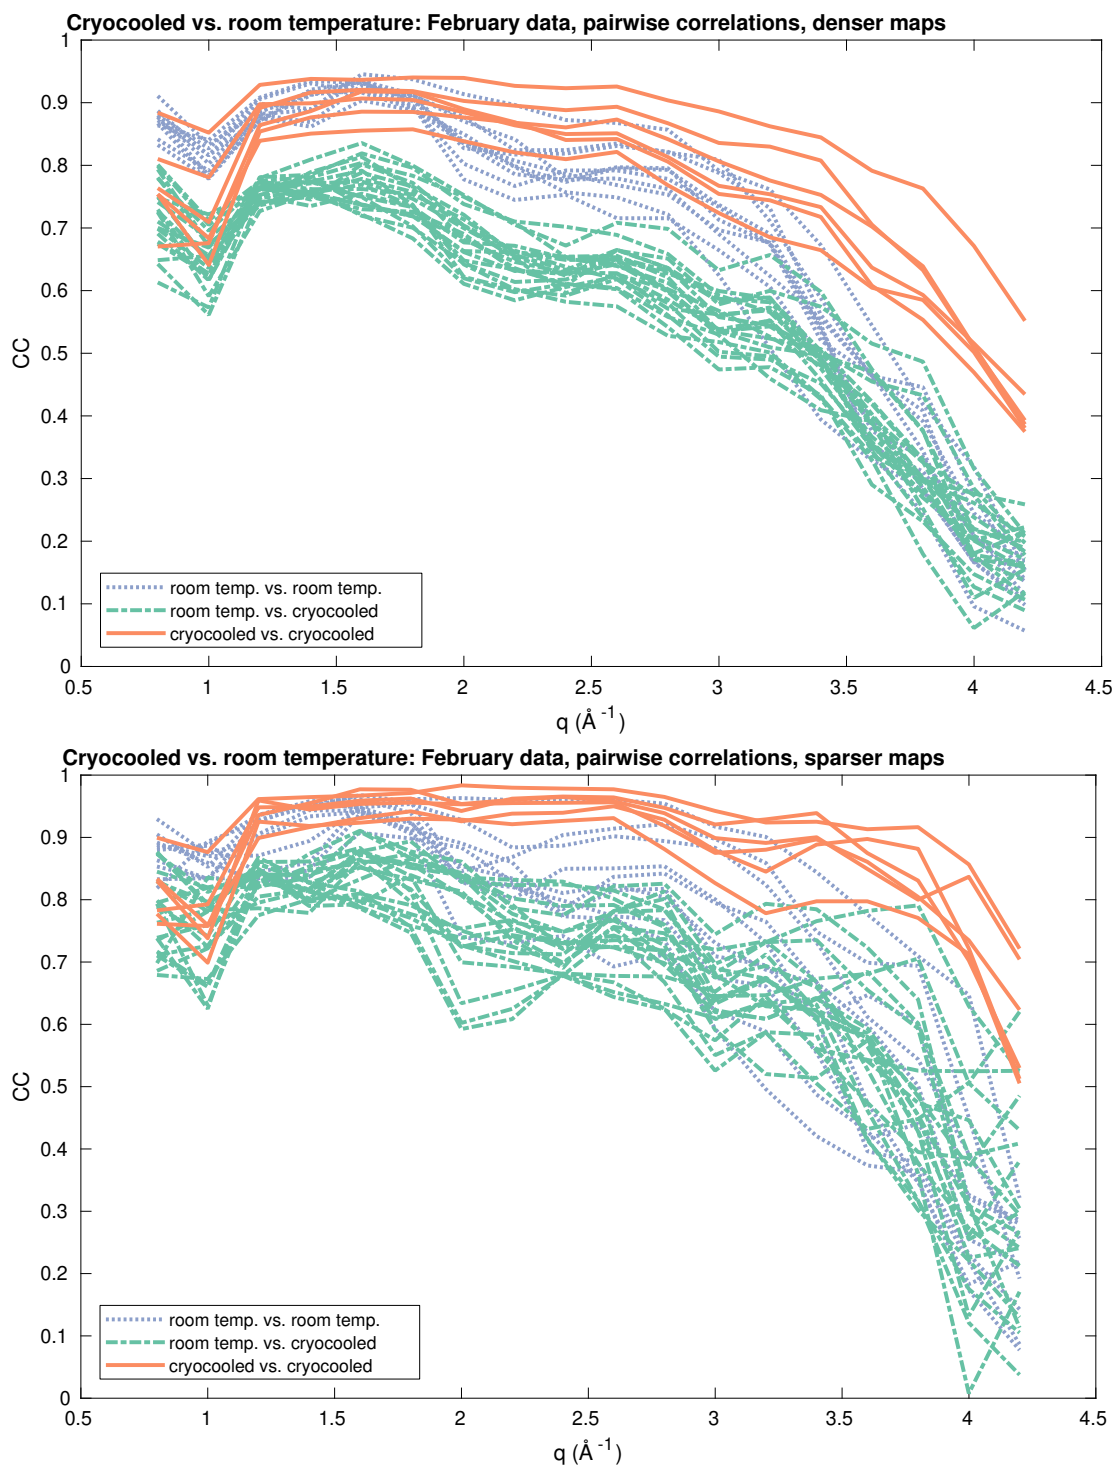 Cryocooled vs. room temperature: February data, pairwise correlations, denser maps
1
0.9
0.8
0.7
0.6
0.5
0.4
0.3
0.2
0.1
0
CC
room temp. vs. room temp.
room temp. vs. cryocooled
cryocooled vs. cryocooled
0.5 1 1.5 2 2.5 3 3.5 4 4.5
q (Å⁻¹)
Cryocooled vs. room temperature: February data, pairwise correlations, sparser maps
1
0.9
0.8
0.7
0.6
0.5
0.4
0.3
0.2
0.1
0
CC
room temp. vs. room temp.
room temp. vs. cryocooled
cryocooled vs. cryocooled
0.5 1 1.5 2 2.5 3 3.5 4 4.5
q (Å⁻¹)